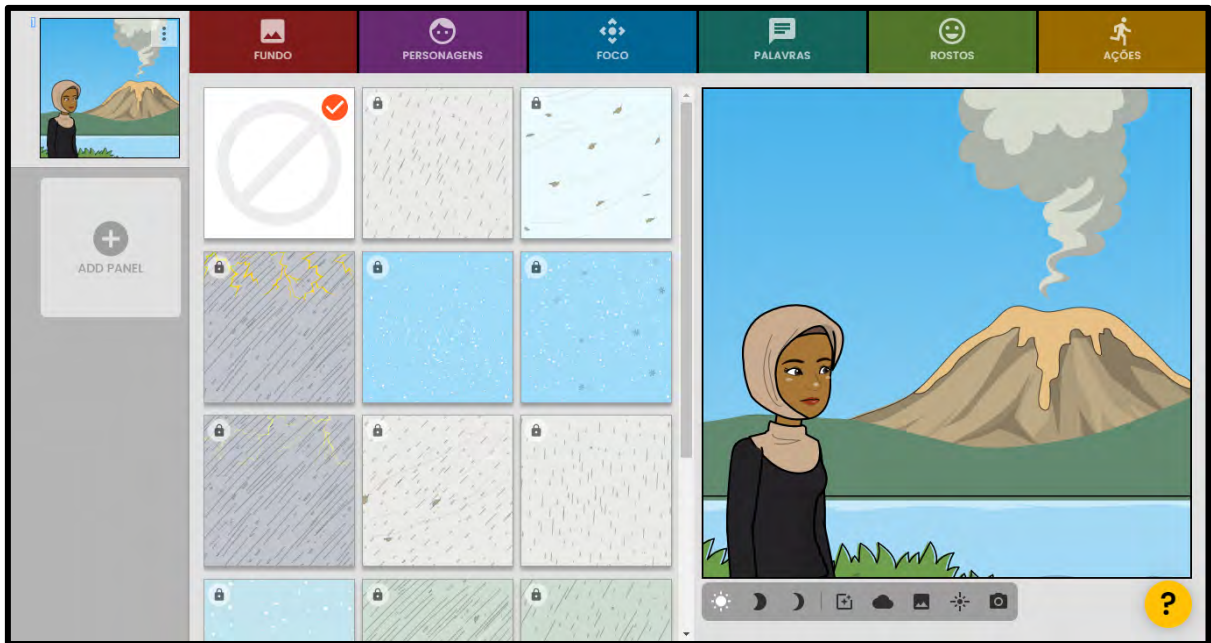 FUNDO
PERSONAGENS
FOCO
PALAVRAS
ROSTOS
AÇÕES
ADD PANEL
?